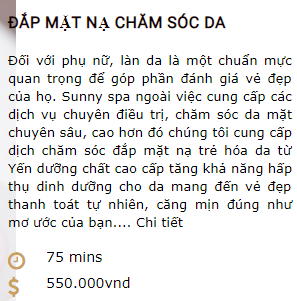 ĐẮP MẶT NẠ CHĂM SÓC DA
Đối với phụ nữ, làn da là một chuẩn mực
quan trọng để góp phần đánh giá vẻ đẹp
của họ. Sunny spa ngoài việc cung cấp các
dịch vụ chuyên điều trị, chăm sóc da mặt
chuyên sâu, cao hơn đó chúng tôi cung cấp
dịch chăm sóc đắp mặt nạ trẻ hóa da từ
Yến dưỡng chất cao cấp tăng khả năng hấp
thụ dinh dưỡng cho da mang đến vẻ đẹp
thanh toát tự nhiên, căng mịn đúng như
mơ ước của bạn.... Chi tiết
75 mins
550.000vnd